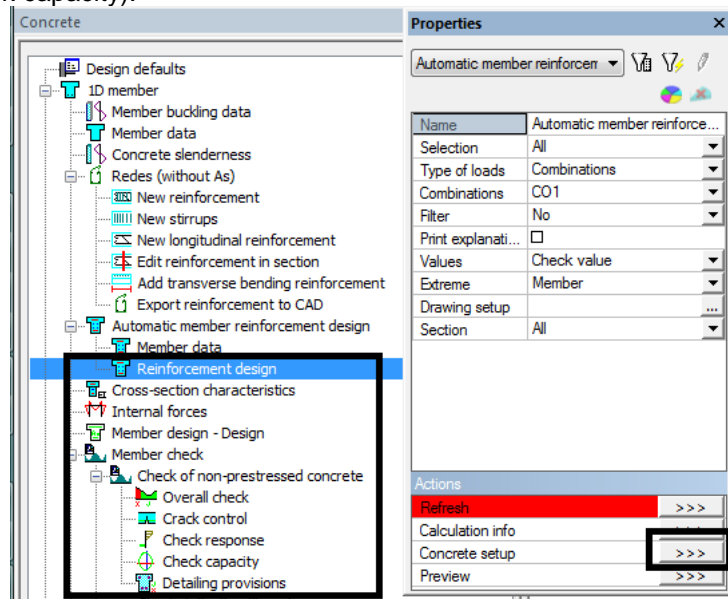 n capacity).
Concrete
Design defaults
1D member
Member buckling data
Member data
Concrete slenderness
Redes (without As)
New reinforcement
New stirrups
New longitudinal reinforcement
Edit reinforcement in section
Add transverse bending reinforcement
Export reinforcement to CAD
Automatic member reinforcement design
Member data
Reinforcement design
Cross-section characteristics
Internal forces
Member design - Design
Member check
Check of non-prestressed concrete
Overall check
Crack control
Check response
Check capacity
Detailing provisions
Properties
Automatic member reinforcem
Name Automatic member reinforce...
Selection All
Type of loads Combinations
Combinations CO1
Filter No
Print explanati...
Values Check value
Extreme Member
Drawing setup ...
Section All
Actions
Refresh >>>
Calculation info
Concrete setup >>>
Preview >>>